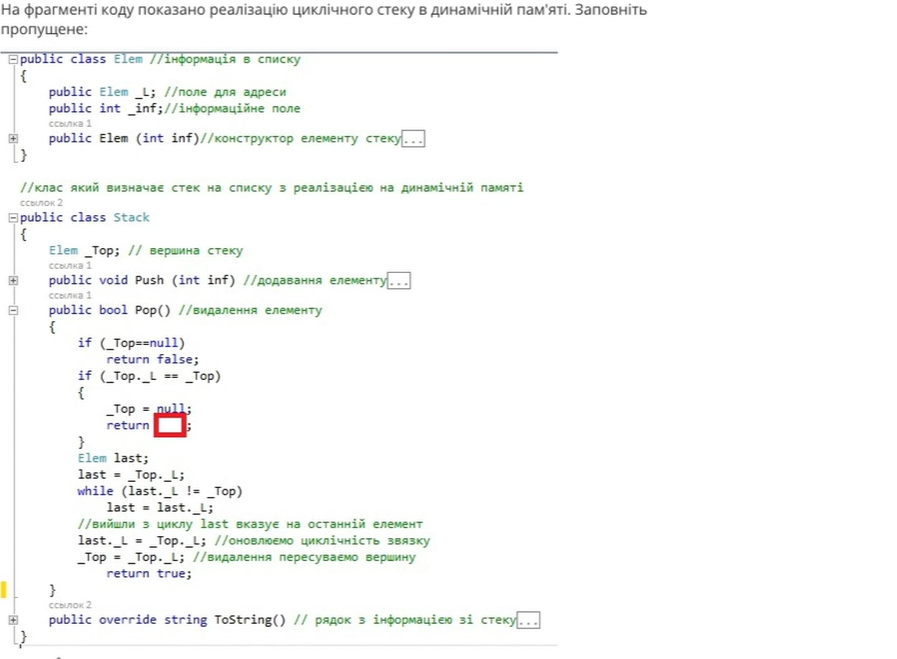 На фрагменті коду показано реалізацію циклічного стеку в динамічній пам'яті. Заповніть
пропущене:
public class Elem //інформація в списку
{
public Elem _L; //поле для адреси
public int _inf;//інформаційне поле
ссылка 1
public Elem (int inf)//конструктор елементу стеку...
}
//клас який визначає стек на списку з реалізацією на динамічній памяті
ссылок 2
public class Stack
{
Elem _Top; // вершина стеку
ссылка 1
public void Push (int inf) //додавання елементу...
ссылка 1
public bool Pop() //видалення елементу
{
if (_Top==null)
return false;
if (_Top._L == _Top)
{
_Top = null;
return ;
}
Elem last;
last = _Top._L;
while (last._L != _Top)
last = last._L;
//вийшли з циклу last вказує на останній елемент
last._L = _Top._L; //оновлюємо циклічність звязку
_Top = _Top._L; //видалення пересуваємо вершину
return true;
}
ссылок 2
public override string ToString() // рядок з інформацією зі стеку...
}